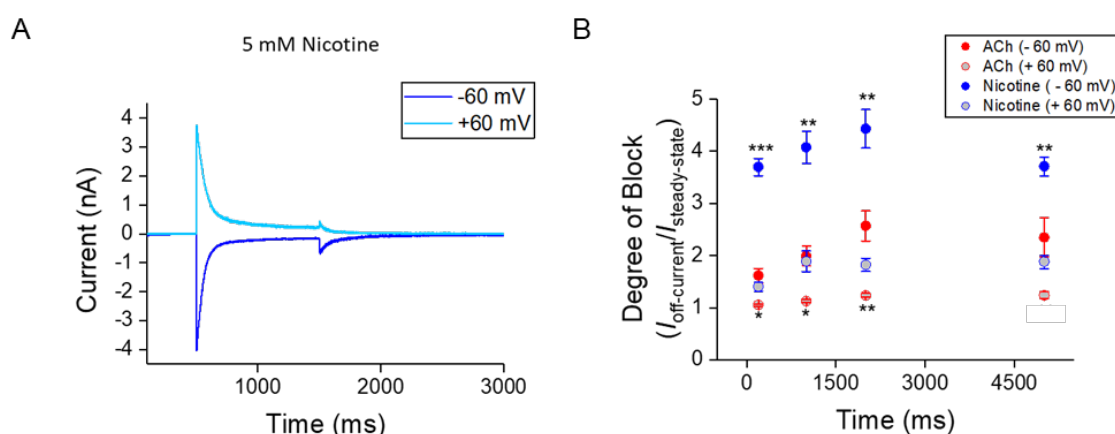 A
5 mM Nicotine
-60 mV
+60 mV
4
3
2
1
0
-1
-2
-3
-4
Current (nA)
1000
2000
3000
Time (ms)
B
ACh (- 60 mV)
ACh (+ 60 mV)
Nicotine ( - 60 mV)
Nicotine (+ 60 mV)
5
4
3
2
1
0
Degree of Block
(Ioff-current/Isteady-state)
***
**
**
**
*
*
**
0
1500
3000
4500
Time (ms)